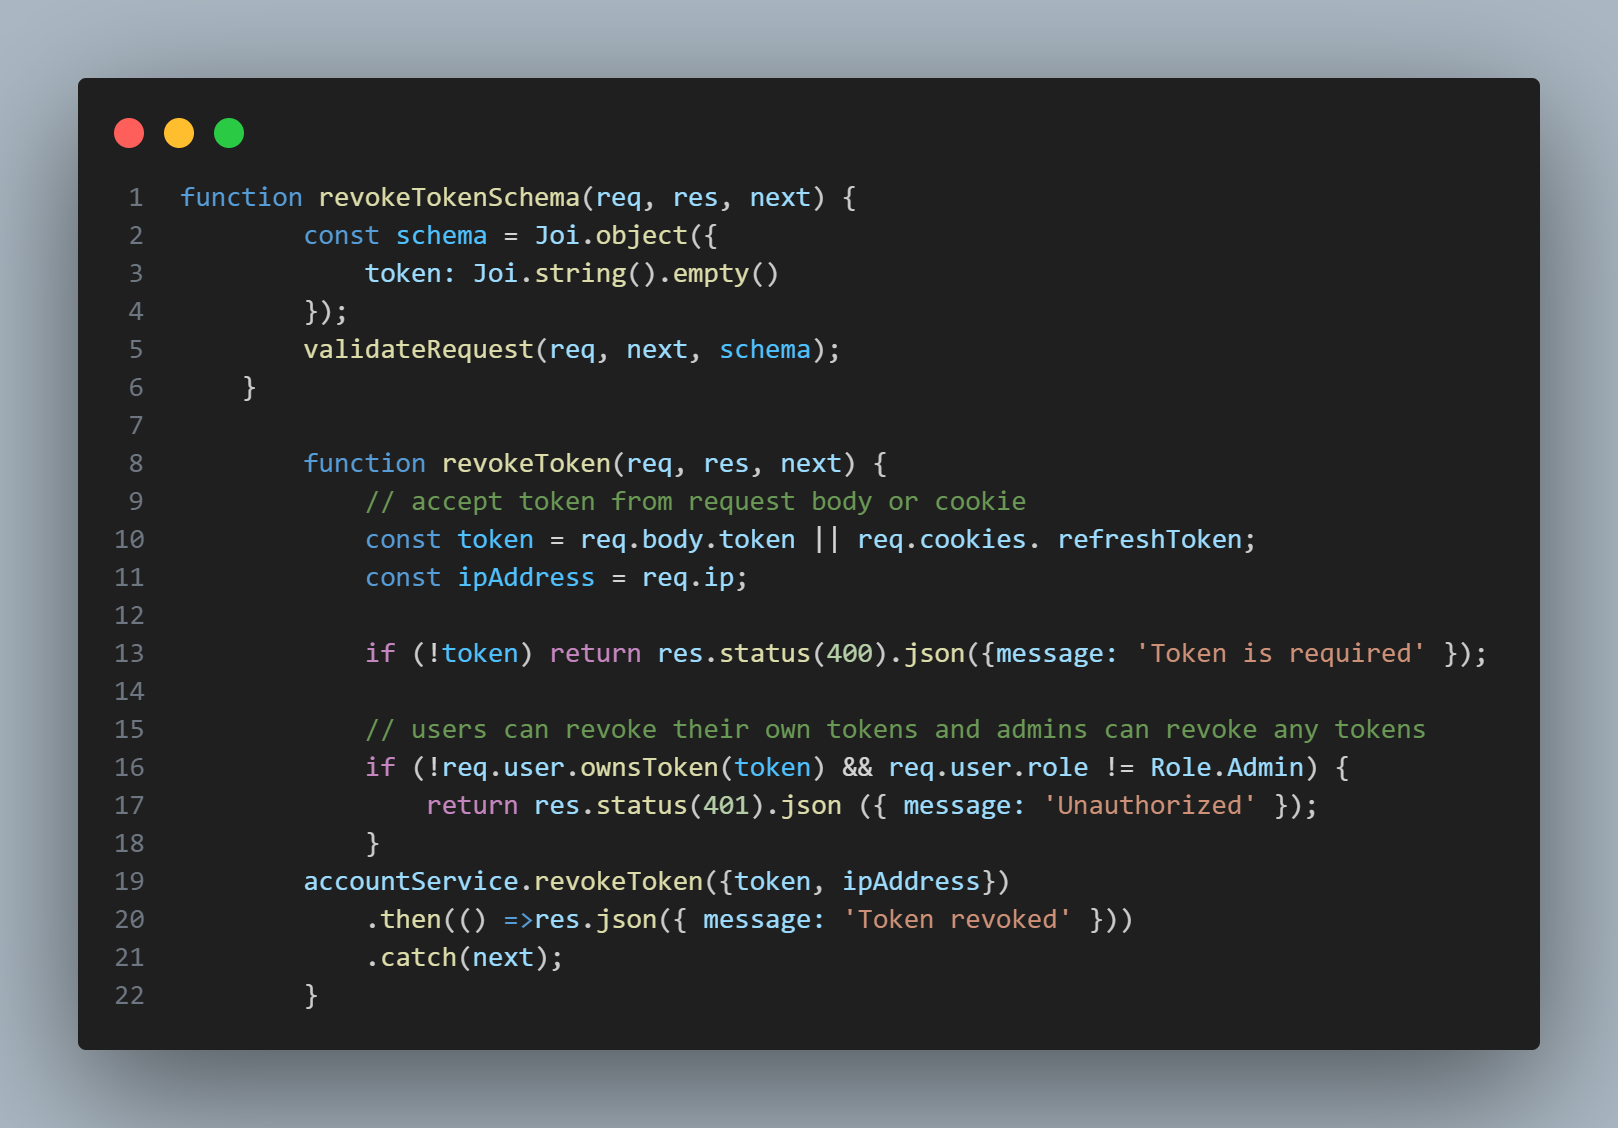 1 function revokeTokenSchema(req, res, next) {
2 const schema = Joi.object({
3 token: Joi.string().empty()
4 });
5 validateRequest(req, next, schema);
6 }
7
8 function revokeToken(req, res, next) {
9 // accept token from request body or cookie
10 const token = req.body.token || req.cookies. refreshToken;
11 const ipAddress = req.ip;
12
13 if (!token) return res.status(400).json({message: 'Token is required' });
14
15 // users can revoke their own tokens and admins can revoke any tokens
16 if (!req.user.ownsToken(token) && req.user.role != Role.Admin) {
17 return res.status(401).json ({ message: 'Unauthorized' });
18 }
19 accountService.revokeToken({token, ipAddress})
20 .then(() =>res.json({ message: 'Token revoked' }))
21 .catch(next);
22 }